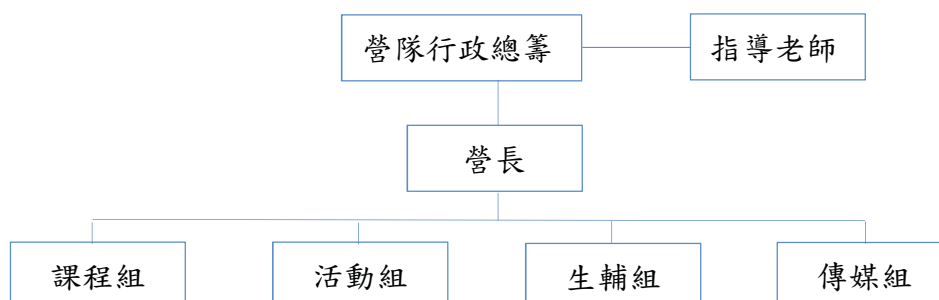 營隊行政總籌
指導老師
營長
課程組
活動組
生輔組
傳媒組